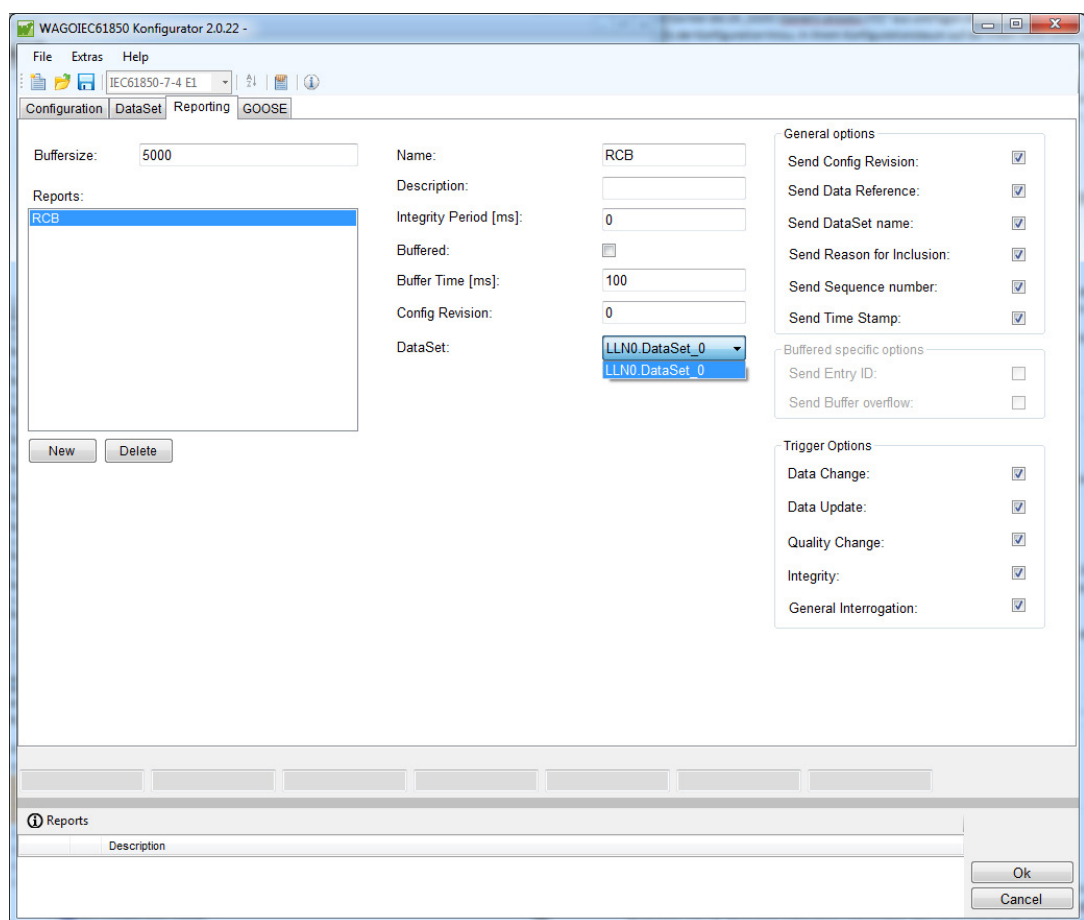 WAGOIEC61850 Konfigurator 2.0.22 -
File Extras Help
IEC61850-7-4 E1
Configuration DataSet Reporting GOOSE
Buffersize: 5000
Reports:
RCB
New Delete
Name: RCB
Description:
Integrity Period [ms]: 0
Buffered:
Buffer Time [ms]: 100
Config Revision: 0
DataSet: LLN0.DataSet_0
LLN0.DataSet_0
General options
Send Config Revision:
Send Data Reference:
Send DataSet name:
Send Reason for Inclusion:
Send Sequence number:
Send Time Stamp:
Buffered specific options
Send Entry ID:
Send Buffer overflow:
Trigger Options
Data Change:
Data Update:
Quality Change:
Integrity:
General Interrogation:
Reports
Description
Ok
Cancel